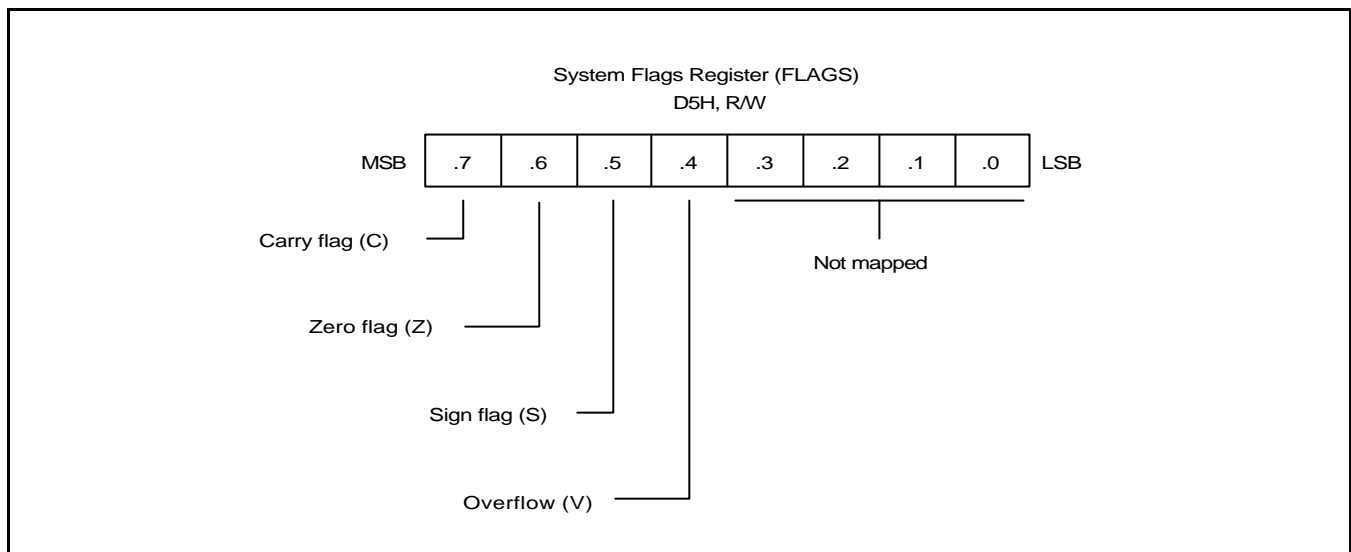 System Flags Register (FLAGS)
D5H, R/W
MSB .7 .6 .5 .4 .3 .2 .1 .0 LSB
Carry flag (C)
Not mapped
Zero flag (Z)
Sign flag (S)
Overflow (V)